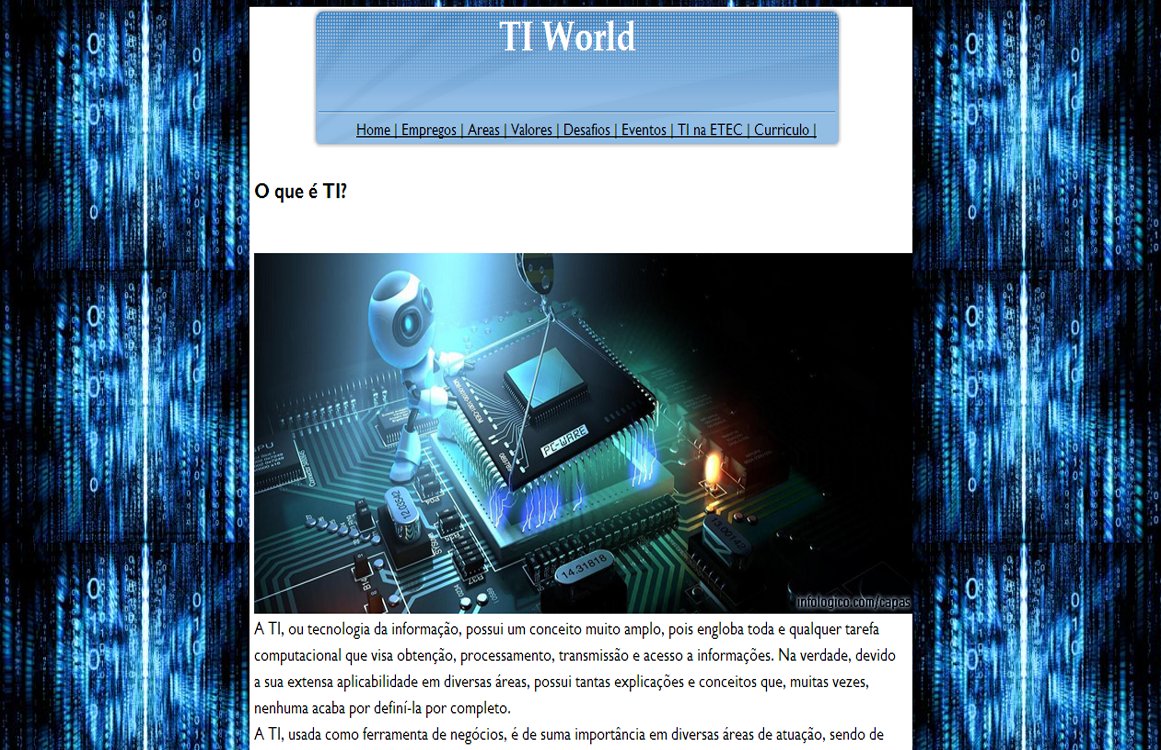 TI World
Home | Empregos | Areas | Valores | Desafios | Eventos | TI na ETEC | Curriculo |
O que é TI?
PC-WARE
12.00540
13.00140
14.31818
infologico.com/capas
A TI, ou tecnologia da informação, possui um conceito muito amplo, pois engloba toda e qualquer tarefa
computacional que visa obtenção, processamento, transmissão e acesso a informações. Na verdade, devido
a sua extensa aplicabilidade em diversas áreas, possui tantas explicações e conceitos que, muitas vezes,
nenhuma acaba por definí-la por completo.
A TI, usada como ferramenta de negócios, é de suma importância em diversas áreas de atuação, sendo de